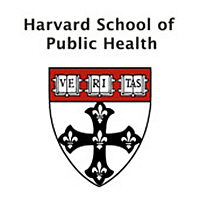 Harvard School of
Public Health
VE RI TAS